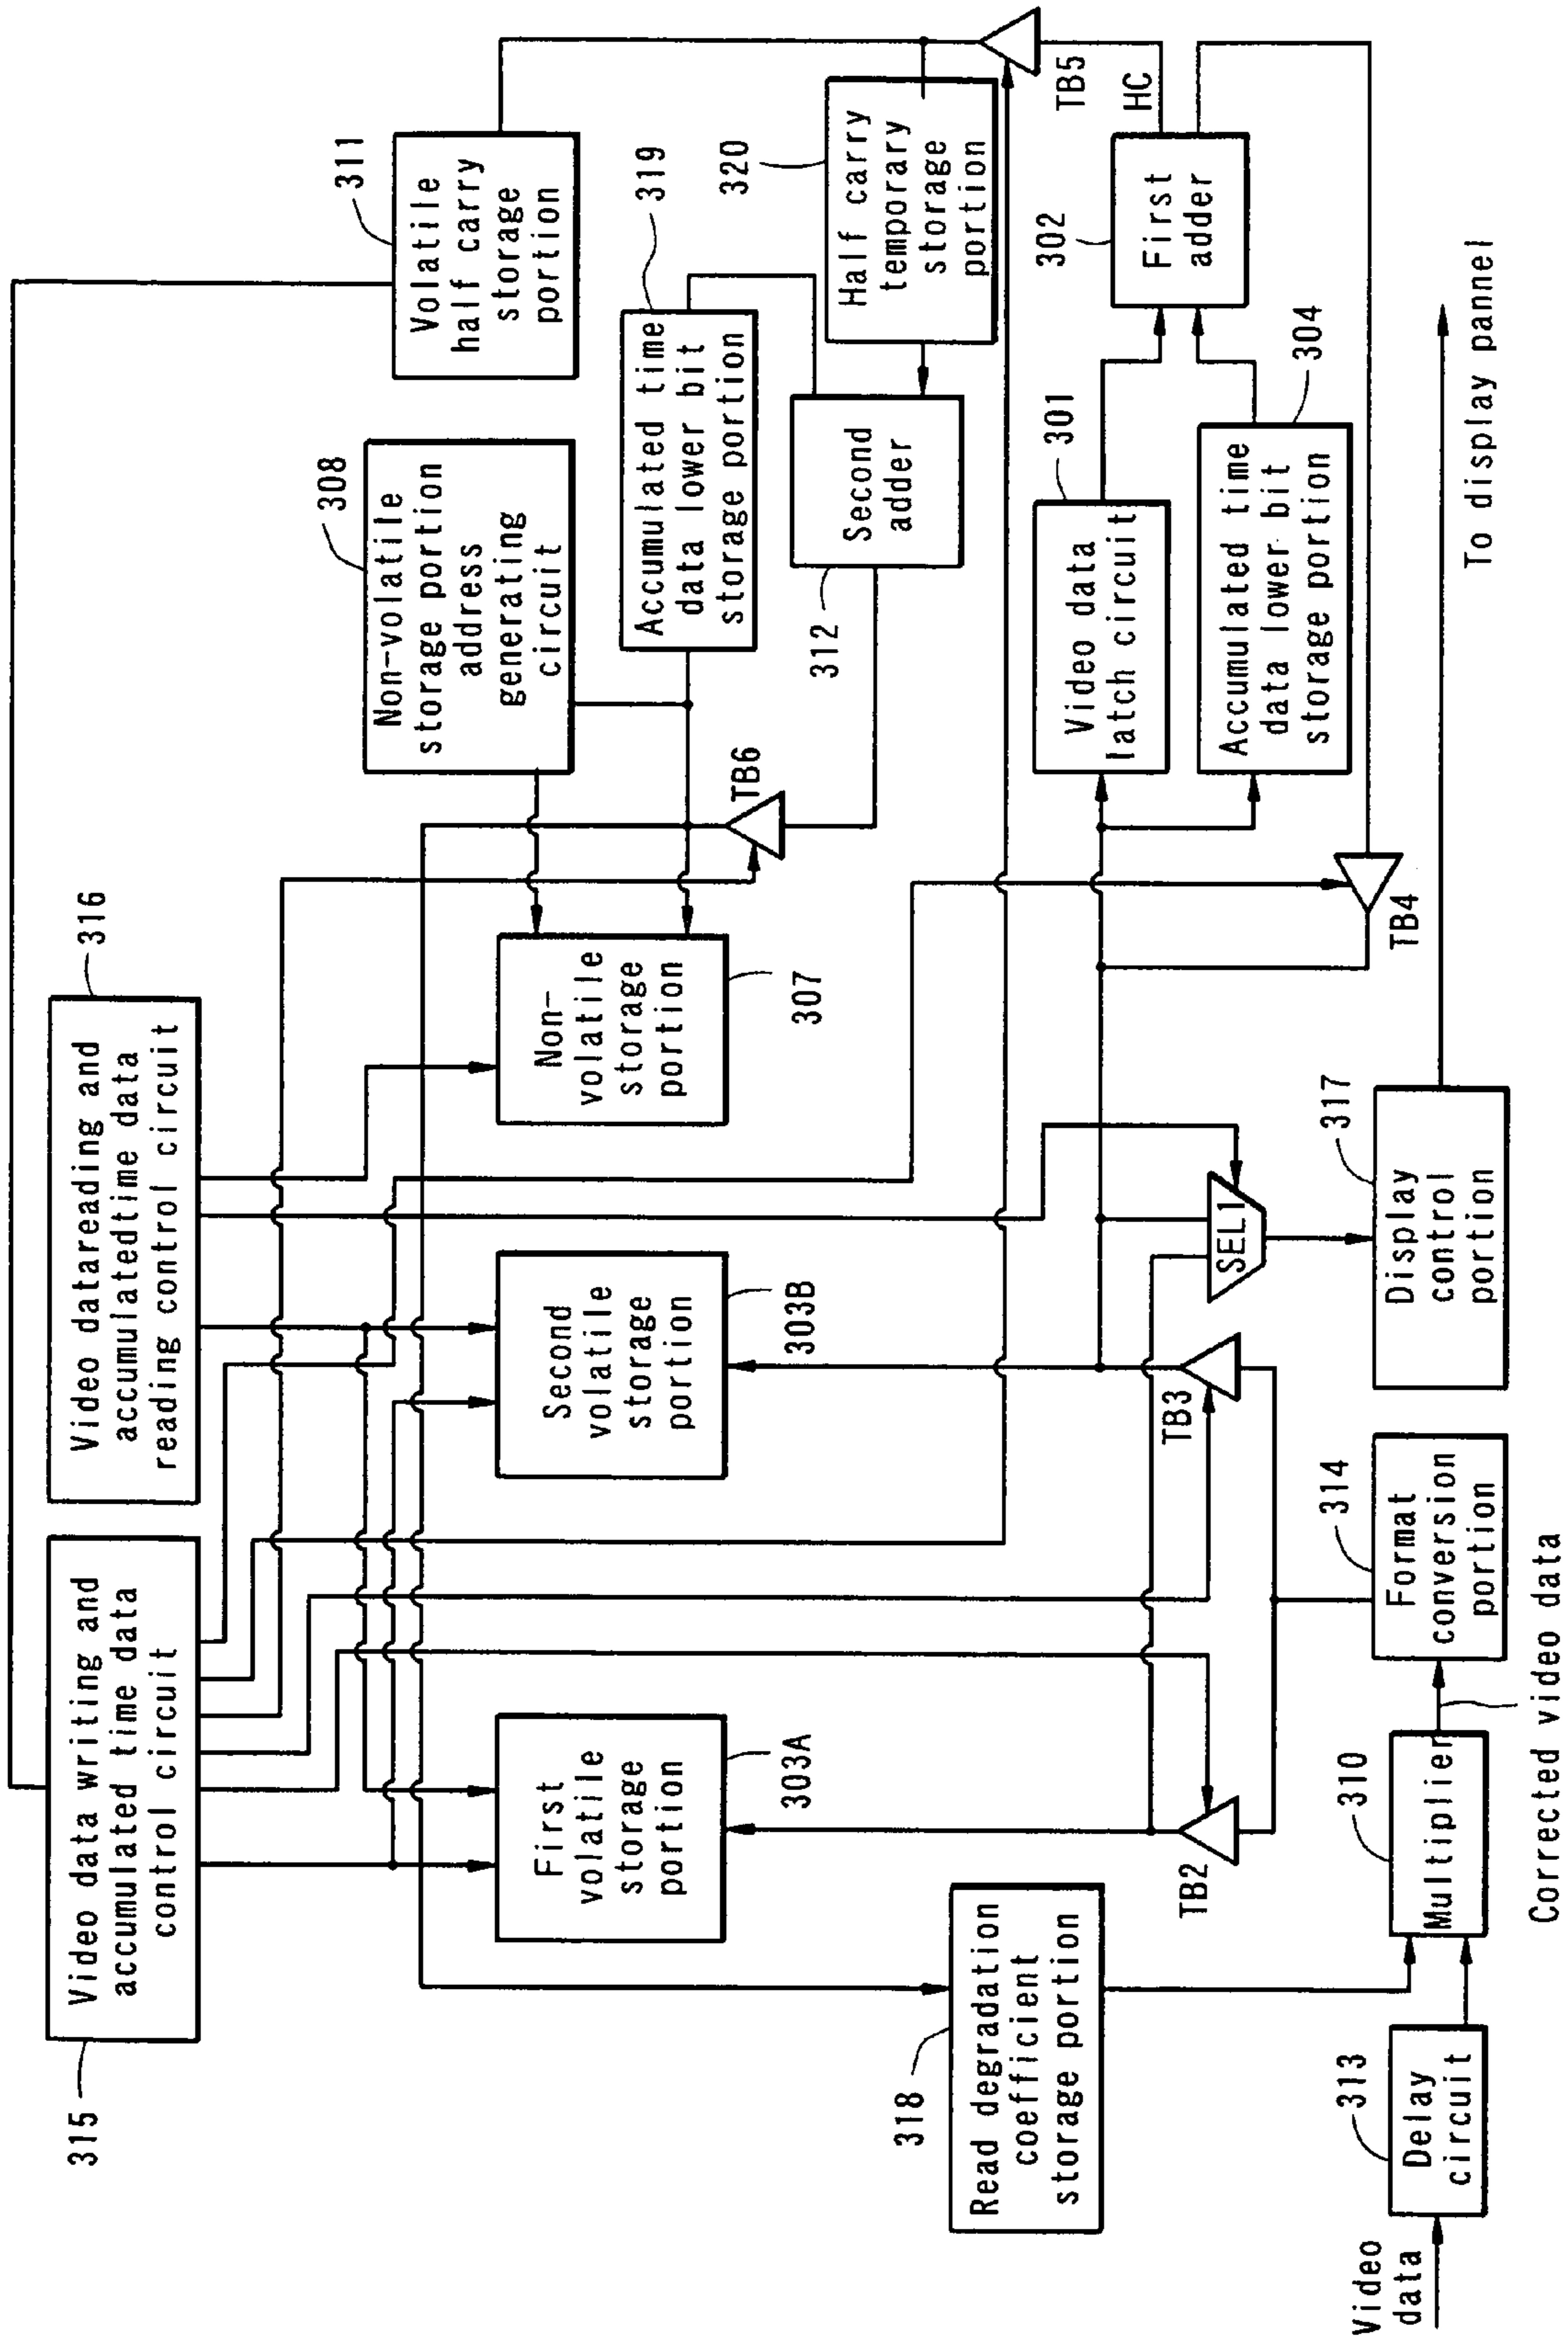 315
Video data writing and
accumulated time data
control circuit
316
Video datareading and
accumulatedtime data
reading control circuit
311
Volatile
half carry
storage
portion
308
Non-volatile
storage portion
address
generating
circuit
319
Accumulated time
data lower bit
storage portion
320
Half carry
temporary
storage
portion
First
volatile
storage
portion
303A
Second
volatile
storage
portion
303B
Non-
volatile
storage
portion
307
TB6
312
Second
adder
TB5
HC
302
First
adder
301
Video data
latch circuit
304
Accumulated time
data lower bit
storage portion
318
Read degradation
coefficient
storage portion
TB2
TB3
SEL1
TB4
Video
data
313
Delay
circuit
310
Multiplier
Corrected video data
314
Format
conversion
portion
317
Display
control
portion
To display pannel